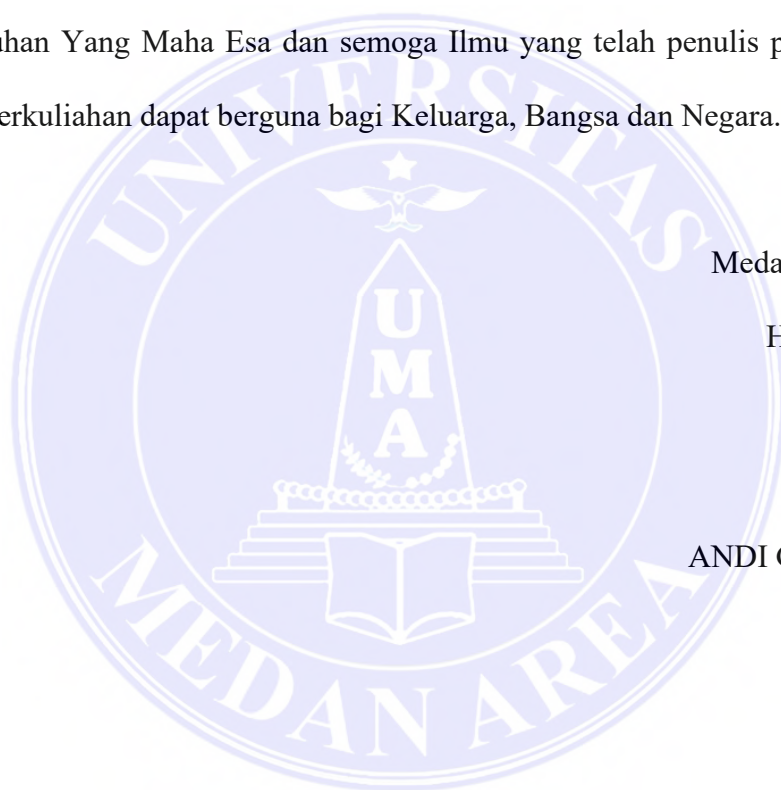 uhan Yang Maha Esa dan semoga Ilmu yang telah penulis p
erkuliahan dapat berguna bagi Keluarga, Bangsa dan Negara.
UNIVERSITAS
Meda
H
UMA
ANDI
MEDAN AREA